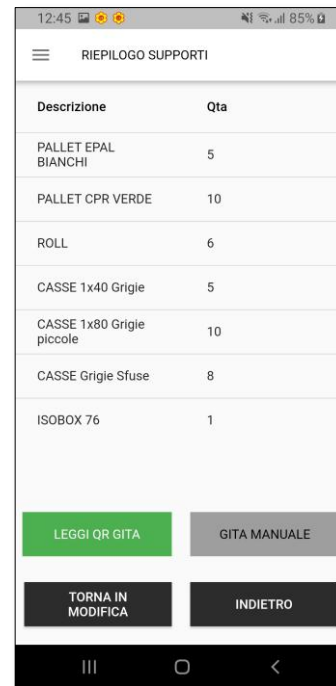 12:45 85%
RIEPILOGO SUPPORTI
Descrizione Qta
PALLET EPAL
BIANCHI 5
PALLET CPR VERDE 10
ROLL 6
CASSE 1x40 Grigie 5
CASSE 1x80 Grigie
piccole 10
CASSE Grigie Sfuse 8
ISOBOX 76 1
LEGGI QR GITA GITA MANUALE
TORNA IN
MODIFICA INDIETRO